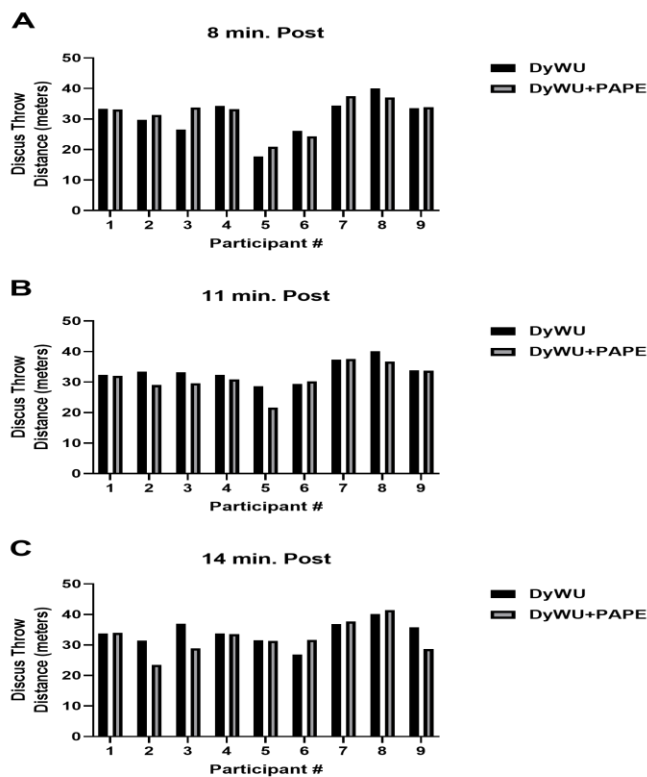 A
8 min. Post
50
40
30
20
10
0
Discus Throw
Distance (meters)
1 2 3 4 5 6 7 8 9
Participant #
DyWU
DyWU+PAPE
B
11 min. Post
50
40
30
20
10
0
Discus Throw
Distance (meters)
1 2 3 4 5 6 7 8 9
Participant #
DyWU
DyWU+PAPE
C
14 min. Post
50
40
30
20
10
0
Discus Throw
Distance (meters)
1 2 3 4 5 6 7 8 9
Participant #
DyWU
DyWU+PAPE